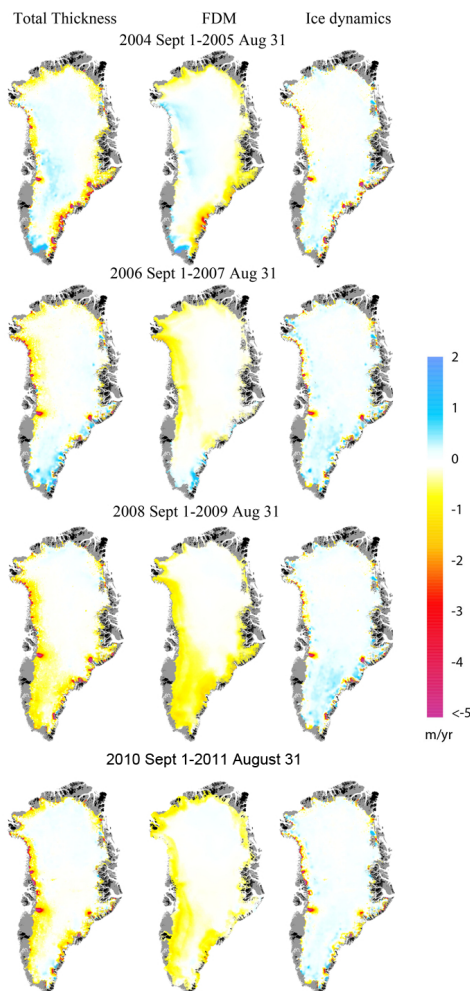 Total Thickness FDM Ice dynamics
2004 Sept 1-2005 Aug 31
2006 Sept 1-2007 Aug 31
2
1
0
-1
-2
-3
-4
<-5
m/yr
2008 Sept 1-2009 Aug 31
2010 Sept 1-2011 August 31